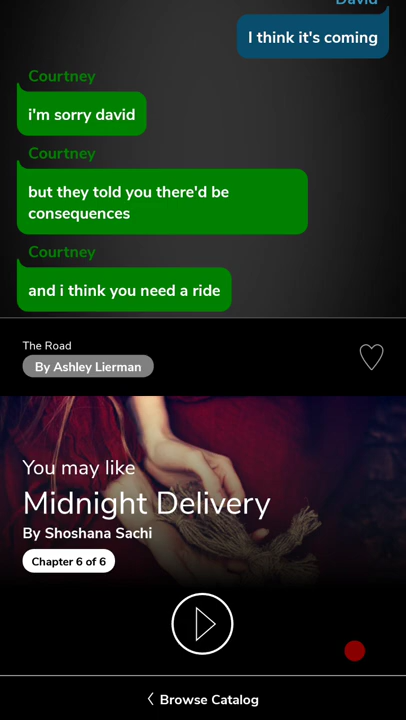 David
I think it's coming
Courtney
i'm sorry david
Courtney
but they told you there'd be
consequences
Courtney
and i think you need a ride
The Road
By Ashley Lierman
You may like
Midnight Delivery
By Shoshana Sachi
Chapter 6 of 6
Browse Catalog